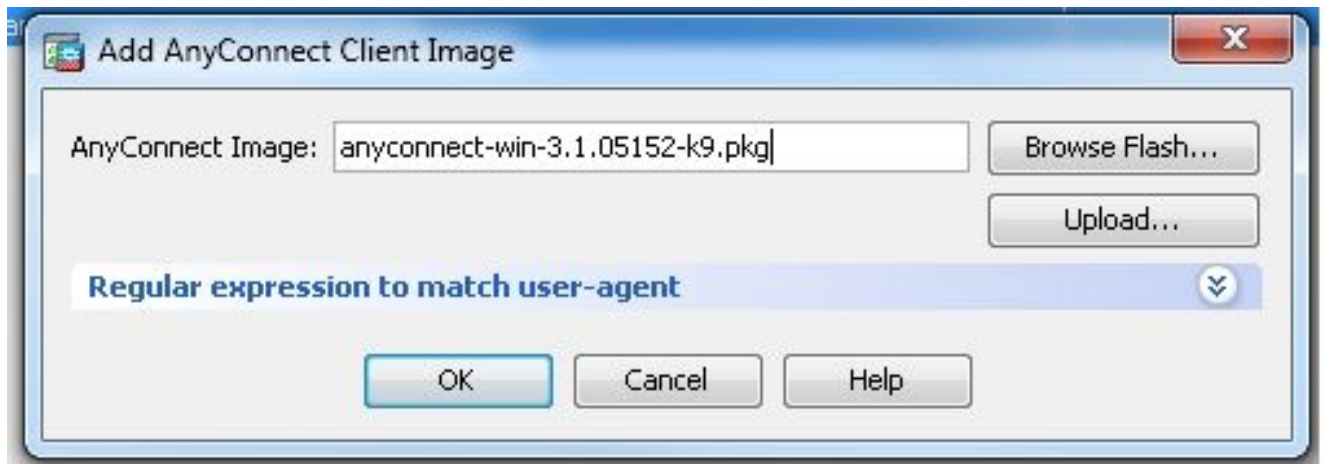 Add AnyConnect Client Image
X
AnyConnect Image: anyconnect-win-3.1.05152-k9.pkg Browse Flash...
Upload...
Regular expression to match user-agent
OK Cancel Help